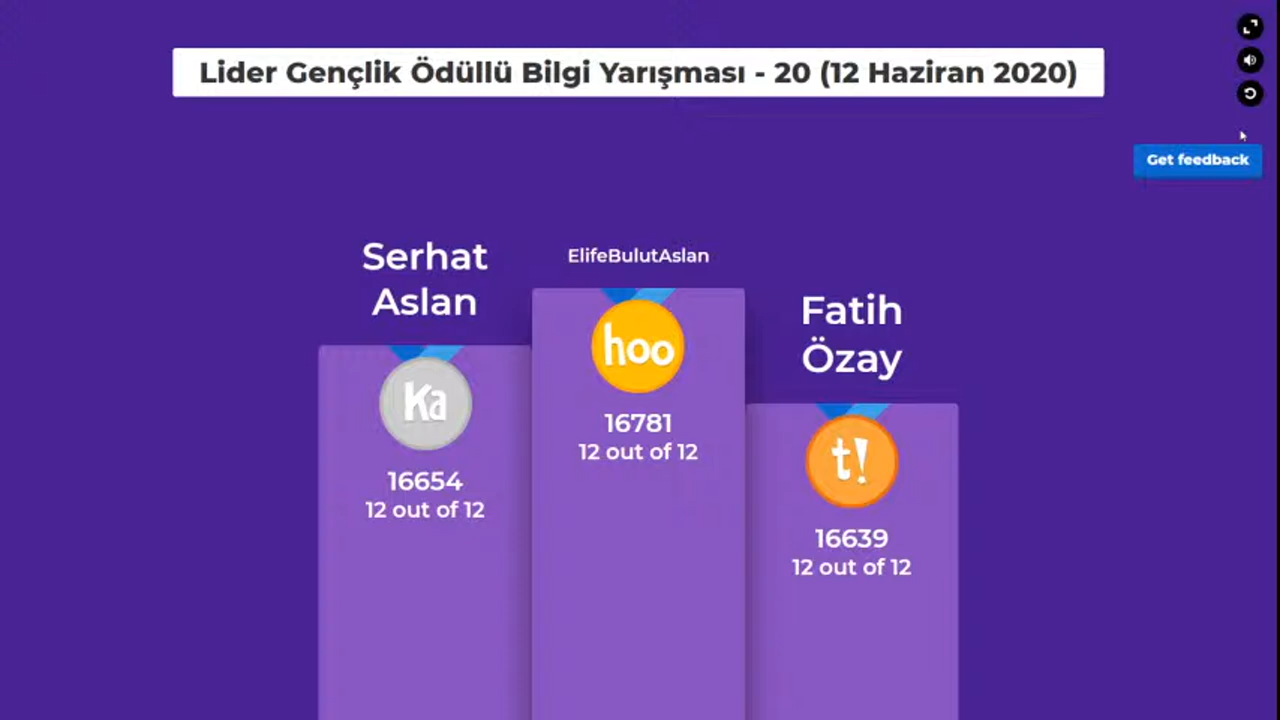 Lider Gençlik Ödüllü Bilgi Yarışması - 20 (12 Haziran 2020)
Get feedback
Serhat
Aslan
Ka
16654
12 out of 12
ElifeBulutAslan
hoo
16781
12 out of 12
Fatih
Özay
t!
16639
12 out of 12